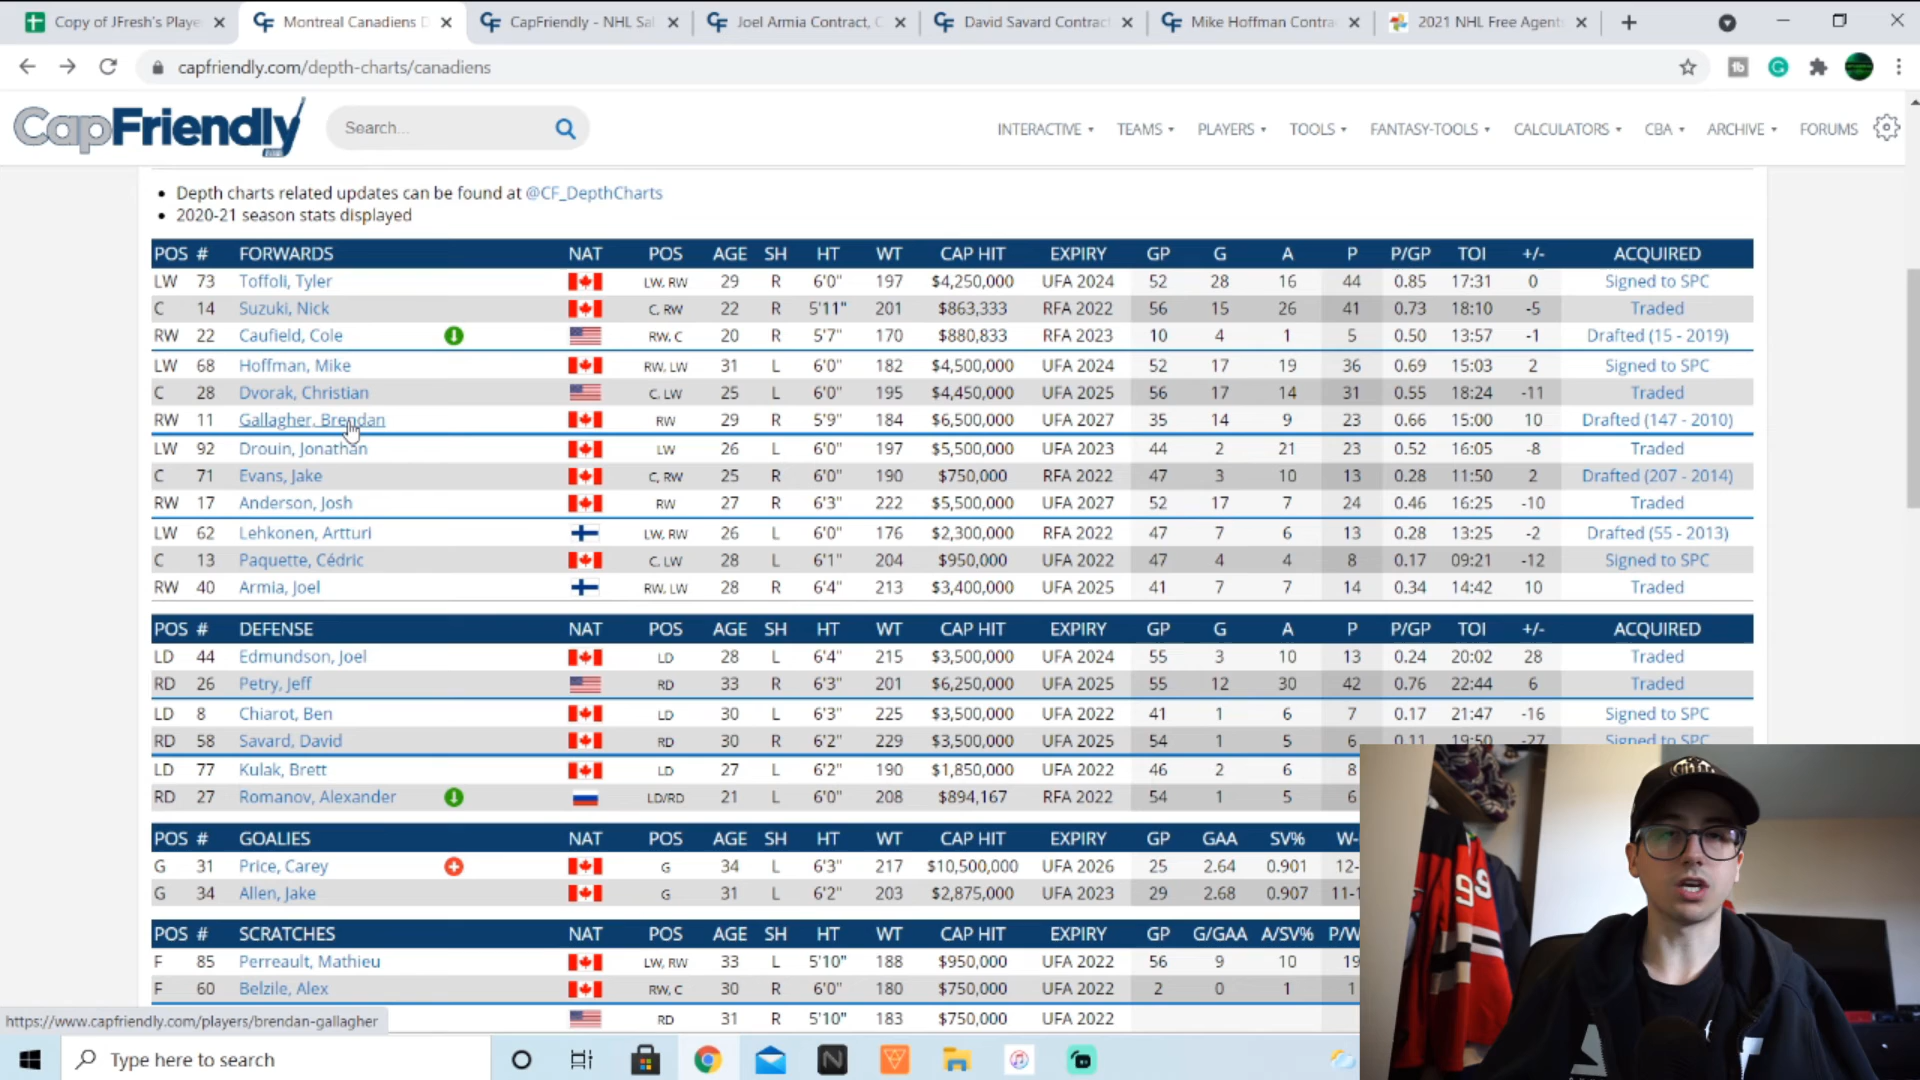 Copy of JFresh's Playe
Montreal Canadiens D
CapFriendly - NHL Sal
Joel Armia Contract, C
David Savard Contract
Mike Hoffman Contra
2021 NHL Free Agent
capfriendly.com/depth-charts/canadiens
CapFriendly
Search...
INTERACTIVE TEAMS PLAYERS TOOLS FANTASY-TOOLS CALCULATORS CBA ARCHIVE FORUMS
Depth charts related updates can be found at @CF_DepthCharts
2020-21 season stats displayed
POS # FORWARDS NAT POS AGE SH HT WT CAP HIT EXPIRY GP G A P P/GP TOI +/- ACQUIRED
LW 73 Toffoli, Tyler LW, RW 29 R 6'0" 197 $4,250,000 UFA 2024 52 28 16 44 0.85 17:31 0 Signed to SPC
C 14 Suzuki, Nick C, RW 22 R 5'11" 201 $863,333 RFA 2022 56 15 26 41 0.73 18:10 -5 Traded
RW 22 Caufield, Cole RW, C 20 R 5'7" 170 $880,833 RFA 2023 10 4 1 5 0.50 13:57 -1 Drafted (15 - 2019)
LW 68 Hoffman, Mike RW, LW 31 L 6'0" 182 $4,500,000 UFA 2024 52 17 19 36 0.69 15:03 2 Signed to SPC
C 28 Dvorak, Christian C, LW 25 L 6'0" 195 $4,450,000 UFA 2025 56 17 14 31 0.55 18:24 -11 Traded
RW 11 Gallagher, Brendan RW 29 R 5'9" 184 $6,500,000 UFA 2027 35 14 9 23 0.66 15:00 10 Drafted (147 - 2010)
LW 92 Drouin, Jonathan LW 26 L 6'0" 197 $5,500,000 UFA 2023 44 2 21 23 0.52 16:05 -8 Traded
C 71 Evans, Jake C, RW 25 R 6'0" 190 $750,000 RFA 2022 47 3 10 13 0.28 11:50 2 Drafted (207 - 2014)
RW 17 Anderson, Josh RW 27 R 6'3" 222 $5,500,000 UFA 2027 52 17 7 24 0.46 16:25 -10 Traded
LW 62 Lehkonen, Artturi LW, RW 26 L 6'0" 176 $2,300,000 RFA 2022 47 7 6 13 0.28 13:25 -2 Drafted (55 - 2013)
C 13 Paquette, Cédric C, LW 28 L 6'1" 204 $950,000 UFA 2022 47 4 4 8 0.17 09:21 -12 Signed to SPC
RW 40 Armia, Joel RW, LW 28 R 6'4" 213 $3,400,000 UFA 2025 41 7 7 14 0.34 14:42 10 Traded
POS # DEFENSE NAT POS AGE SH HT WT CAP HIT EXPIRY GP G A P P/GP TOI +/- ACQUIRED
LD 44 Edmundson, Joel LD 28 L 6'4" 215 $3,500,000 UFA 2024 55 3 10 13 0.24 20:02 28 Traded
RD 26 Petry, Jeff RD 33 R 6'3" 201 $6,250,000 UFA 2025 55 12 30 42 0.76 22:44 6 Traded
LD 8 Chiarot, Ben LD 30 L 6'3" 225 $3,500,000 UFA 2022 41 1 6 7 0.17 21:47 -16 Signed to SPC
RD 58 Savard, David RD 30 R 6'2" 229 $3,500,000 UFA 2025 54 1 5 6 0.11 19:50 -27 Signed to SPC
LD 77 Kulak, Brett LD 27 L 6'2" 190 $1,850,000 UFA 2022 46 2 6 8
RD 27 Romanov, Alexander LD/RD 21 L 6'0" 208 $894,167 RFA 2022 54 1 5 6
POS # GOALIES NAT POS AGE SH HT WT CAP HIT EXPIRY GP GAA SV% W-
G 31 Price, Carey G 34 L 6'3" 217 $10,500,000 UFA 2026 25 2.64 0.901 12-
G 34 Allen, Jake G 31 L 6'2" 203 $2,875,000 UFA 2023 29 2.68 0.907 11-1
POS # SCRATCHES NAT POS AGE SH HT WT CAP HIT EXPIRY GP G/GAA A/SV% P/W
F 85 Perreault, Mathieu LW, RW 33 L 5'10" 188 $950,000 UFA 2022 56 9 10 19
F 60 Belzile, Alex RW, C 30 R 6'0" 180 $750,000 UFA 2022 2 0 1 1
RD 31 R 5'10" 183 $750,000 UFA 2022
https://www.capfriendly.com/players/brendan-gallagher
Type here to search
99